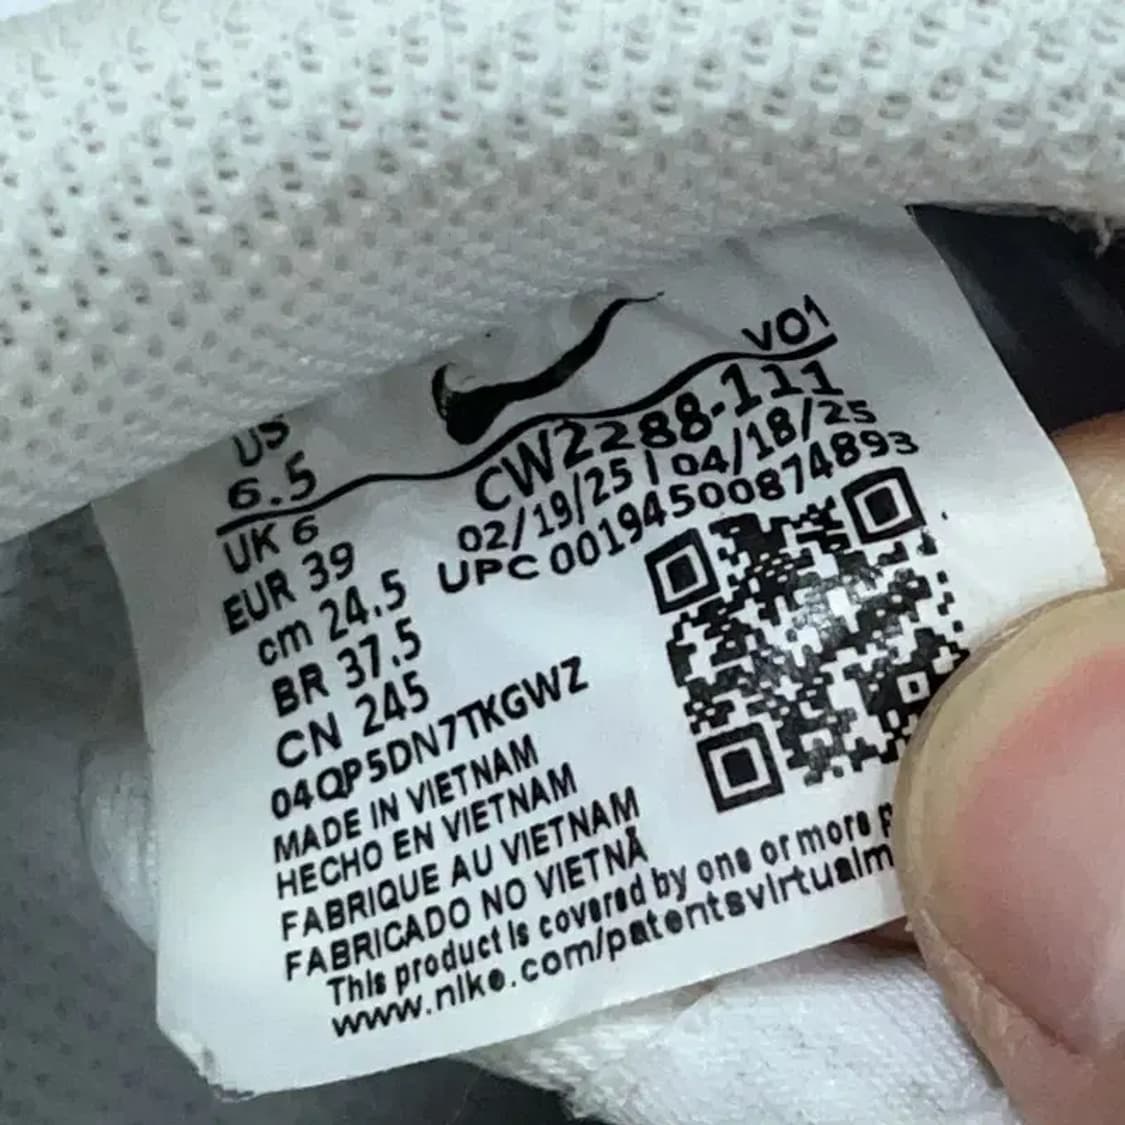 V01
US
6.5
CW2288-111
02/19/25 | 04/18/25
UPC 00194500874893
UK 6
EUR 39
cm 24.5
BR 37.5
CN 245
04QP5DN7TKGWZ
MADE IN VIETNAM
HECHO EN VIETNAM
FABRIQUE AU VIETNAM
FABRICADO NO VIETNÃ
This product is covered by one or more p
www.nike.com/patentsvirtualm